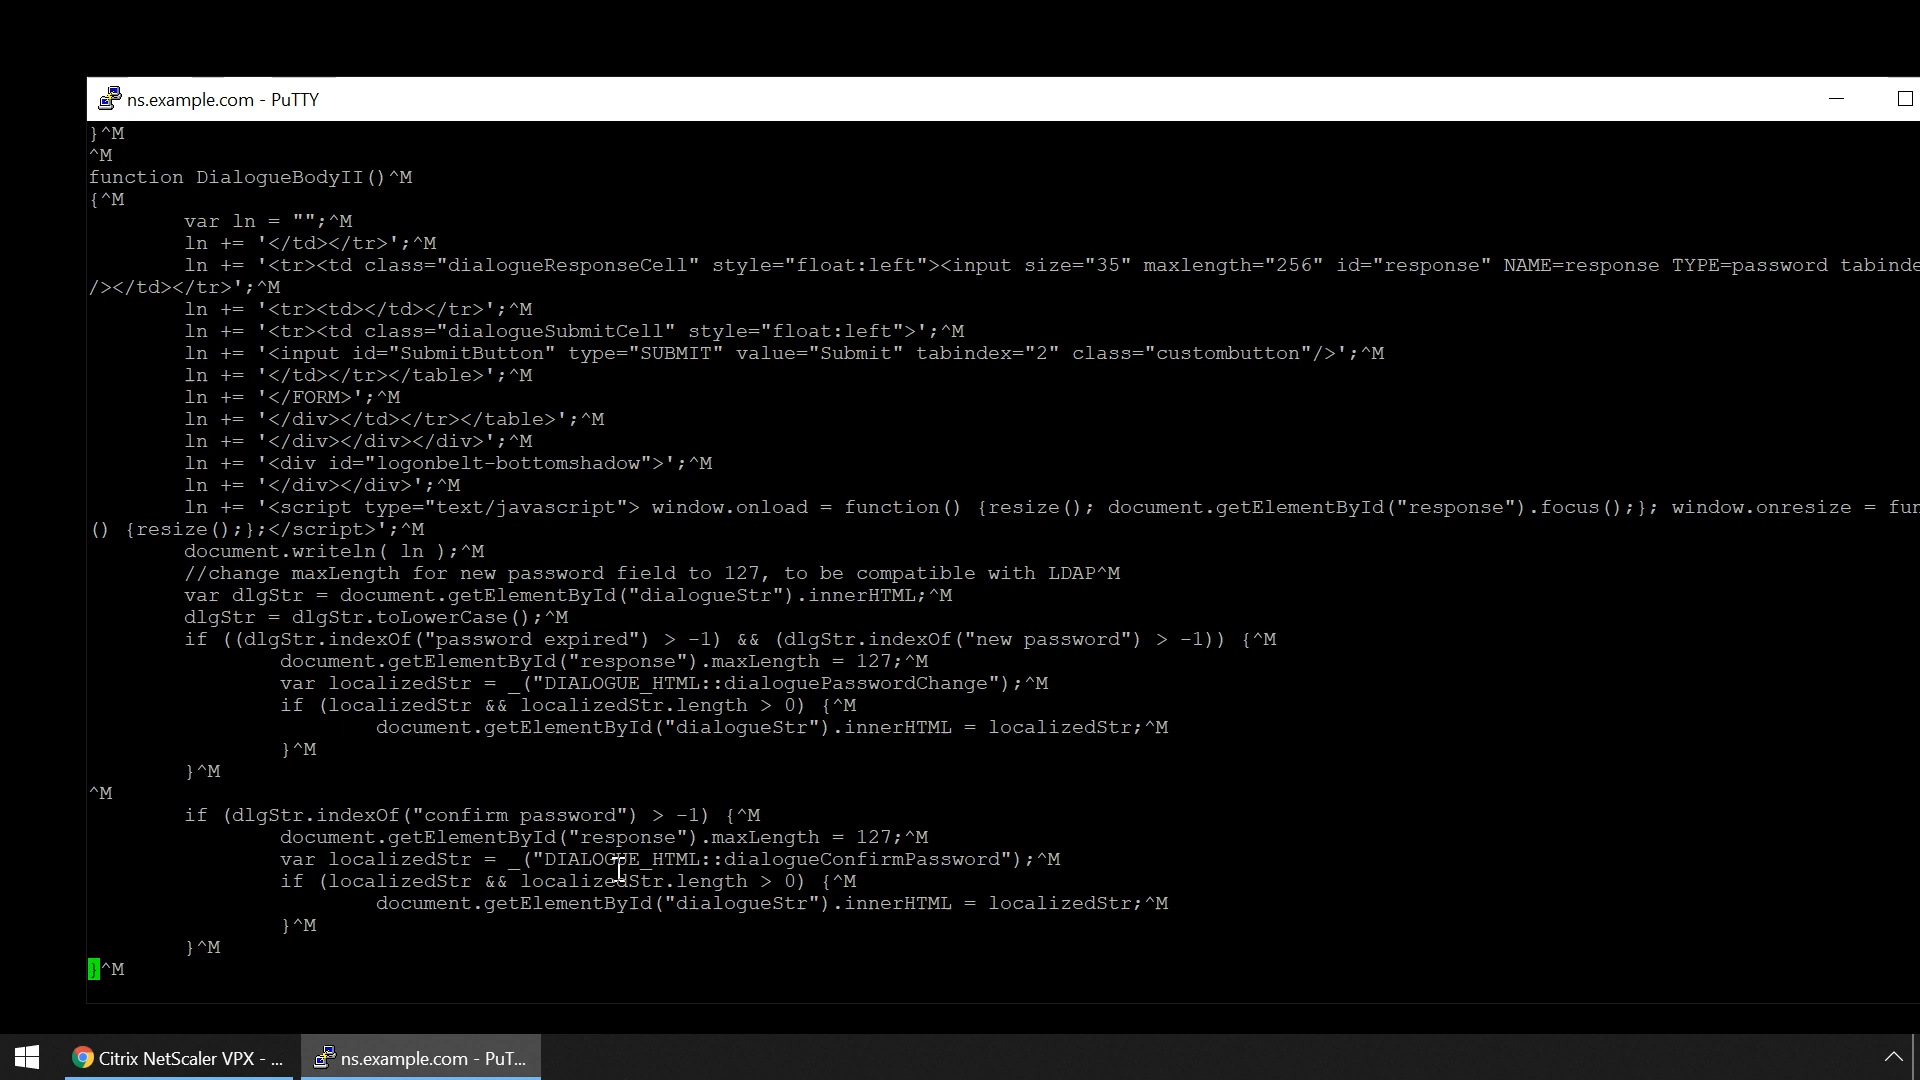 ns.example.com - PuTTY
}^M
^M
function DialogueBodyII()^M
{^M
        var ln = "";^M
        ln += '</td></tr>';^M
        ln += '<tr><td class="dialogueResponseCell" style="float:left"><input size="35" maxlength="256" id="response" NAME=response TYPE=password tabinde
/></td></tr>';^M
        ln += '<tr><td></td></tr>';^M
        ln += '<tr><td class="dialogueSubmitCell" style="float:left">';^M
        ln += '<input id="SubmitButton" type="SUBMIT" value="Submit" tabindex="2" class="custombutton"/>';^M
        ln += '</td></tr></table>';^M
        ln += '</FORM>';^M
        ln += '</div></td></tr></table>';^M
        ln += '</div></div></div>';^M
        ln += '<div id="logonbelt-bottomshadow">';^M
        ln += '</div></div>';^M
        ln += '<script type="text/javascript"> window.onload = function() {resize(); document.getElementById("response").focus();}; window.onresize = fun
() {resize();};</script>';^M
        document.writeln( ln );^M
        //change maxLength for new password field to 127, to be compatible with LDAP^M
        var dlgStr = document.getElementById("dialogueStr").innerHTML;^M
        dlgStr = dlgStr.toLowerCase();^M
        if ((dlgStr.indexOf("password expired") > -1) && (dlgStr.indexOf("new password") > -1)) {^M
                document.getElementById("response").maxLength = 127;^M
                var localizedStr = _("DIALOGUE_HTML::dialoguePasswordChange");^M
                if (localizedStr && localizedStr.length > 0) {^M
                        document.getElementById("dialogueStr").innerHTML = localizedStr;^M
                }^M
        }^M
^M
        if (dlgStr.indexOf("confirm password") > -1) {^M
                document.getElementById("response").maxLength = 127;^M
                var localizedStr = _("DIALOGUE_HTML::dialogueConfirmPassword");^M
                if (localizedStr && localizedStr.length > 0) {^M
                        document.getElementById("dialogueStr").innerHTML = localizedStr;^M
                }^M
        }^M
}^M
Citrix NetScaler VPX - ...
ns.example.com - PuT...